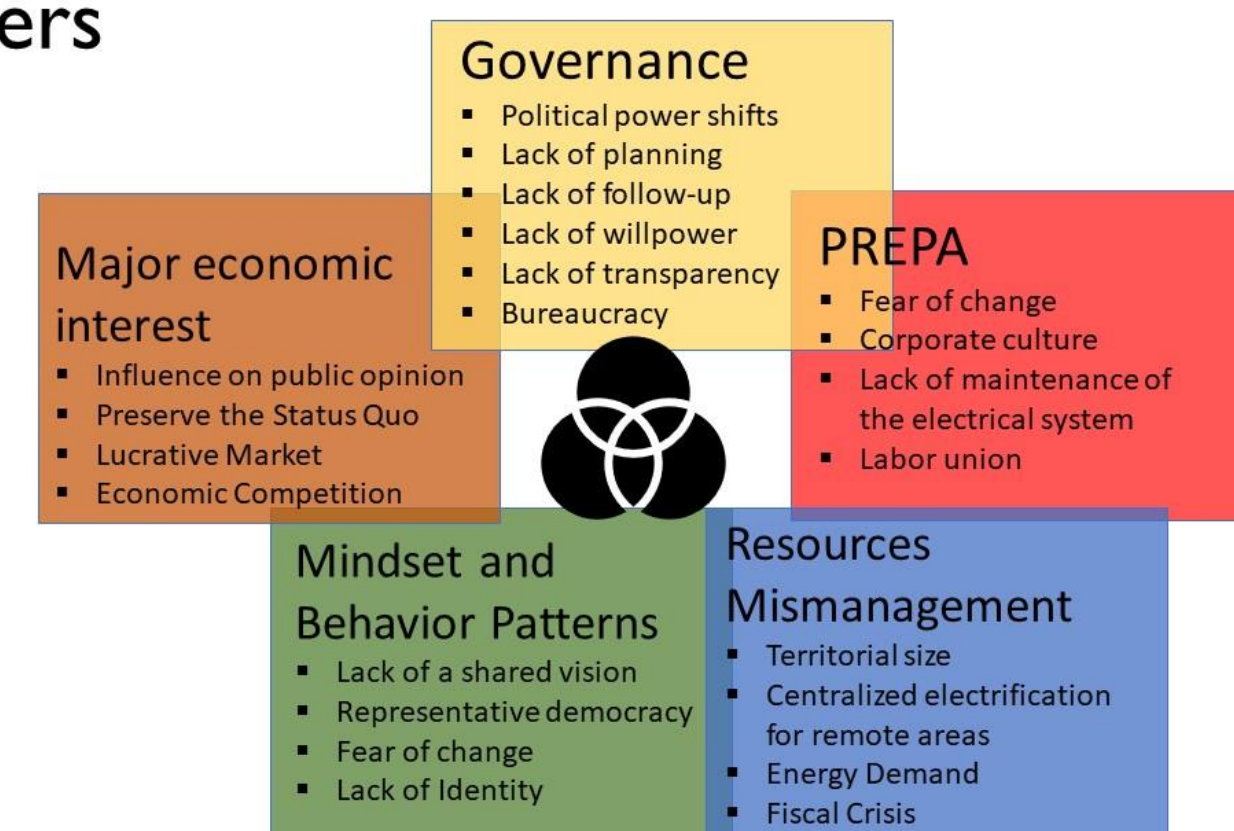 ers
Governance
▪ Political power shifts
▪ Lack of planning
▪ Lack of follow-up
▪ Lack of willpower
▪ Lack of transparency
▪ Bureaucracy
Major economic
interest
▪ Influence on public opinion
▪ Preserve the Status Quo
▪ Lucrative Market
▪ Economic Competition
PREPA
▪ Fear of change
▪ Corporate culture
▪ Lack of maintenance of
the electrical system
▪ Labor union
Mindset and
Behavior Patterns
▪ Lack of a shared vision
▪ Representative democracy
▪ Fear of change
▪ Lack of Identity
Resources
Mismanagement
▪ Territorial size
▪ Centralized electrification
for remote areas
▪ Energy Demand
▪ Fiscal Crisis